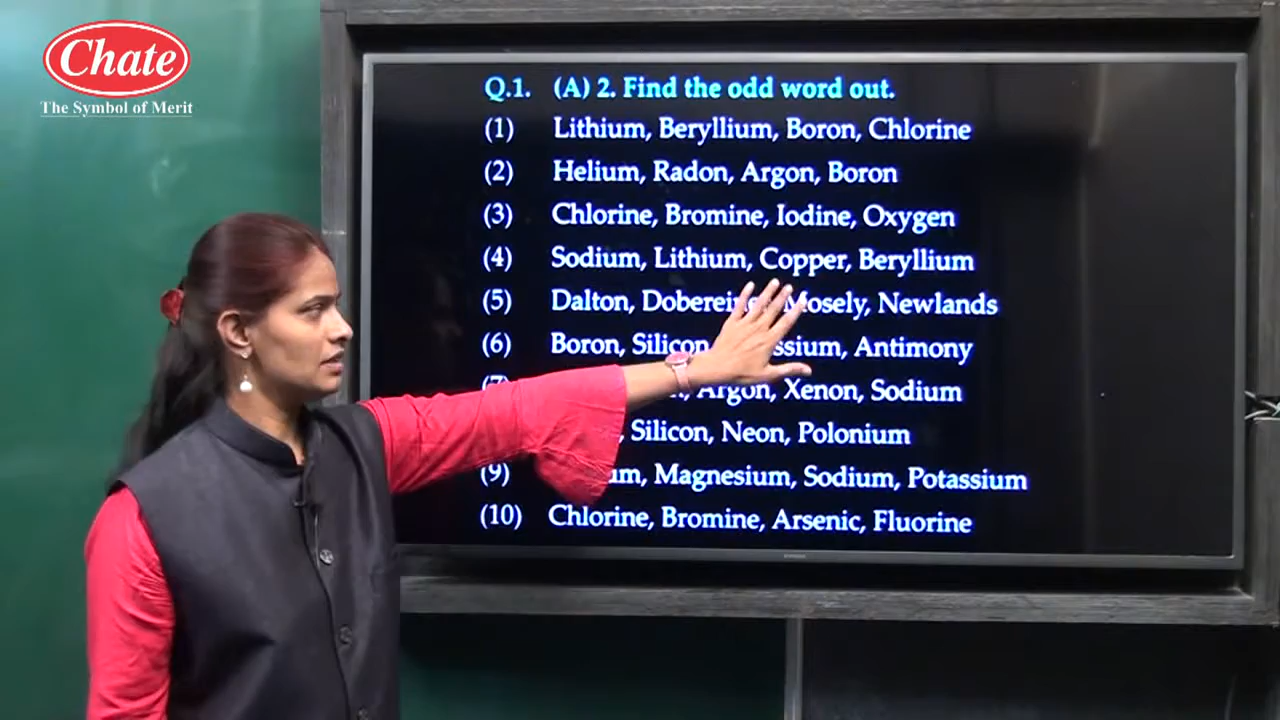 Chate
The Symbol of Merit
Q.1. (A) 2. Find the odd word out.
(1) Lithium, Beryllium, Boron, Chlorine
(2) Helium, Radon, Argon, Boron
(3) Chlorine, Bromine, Iodine, Oxygen
(4) Sodium, Lithium, Copper, Beryllium
(5) Dalton, Mosely, Newlands
(6) Boron, Silicon, Antimony
Argon, Xenon, Sodium
Silicon, Neon, Polonium
(9) Magnesium, Sodium, Potassium
(10) Chlorine, Bromine, Arsenic, Fluorine